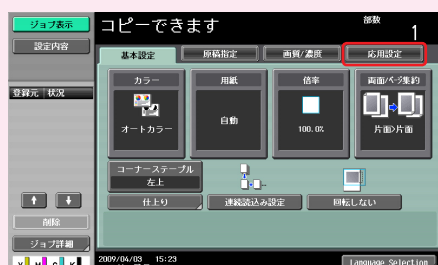 ジョブ表示
設定内容
登録元 状況
削除
ジョブ詳細
Y M C K
コピーできます
部数
1
基本設定
原稿指定
画質/濃度
応用設定
カラー
オートカラー
用紙
自動
倍率
100.0%
両面/ページ集約
片面>片面
コーナーステープル
左上
仕上り
連続読込み設定
回転しない
2009/04/03 15:23
Language Selection